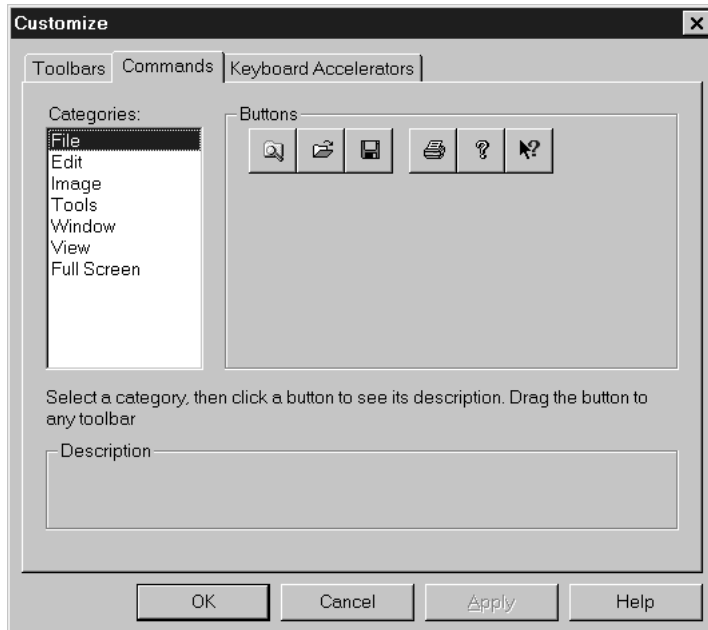 Customize
Toolbars Commands Keyboard Accelerators
Categories:
Buttons
File
Edit
Image
Tools
Window
View
Full Screen
Select a category, then click a button to see its description. Drag the button to
any toolbar
Description
OK Cancel Apply Help